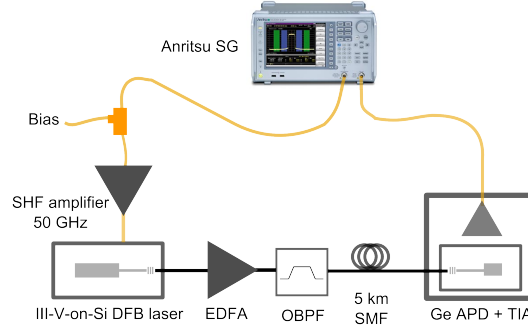 Anritsu SG
Bias
SHF amplifier
50 GHz
III-V-on-Si DFB laser
EDFA
OBPF
5 km
SMF
Ge APD + TIA